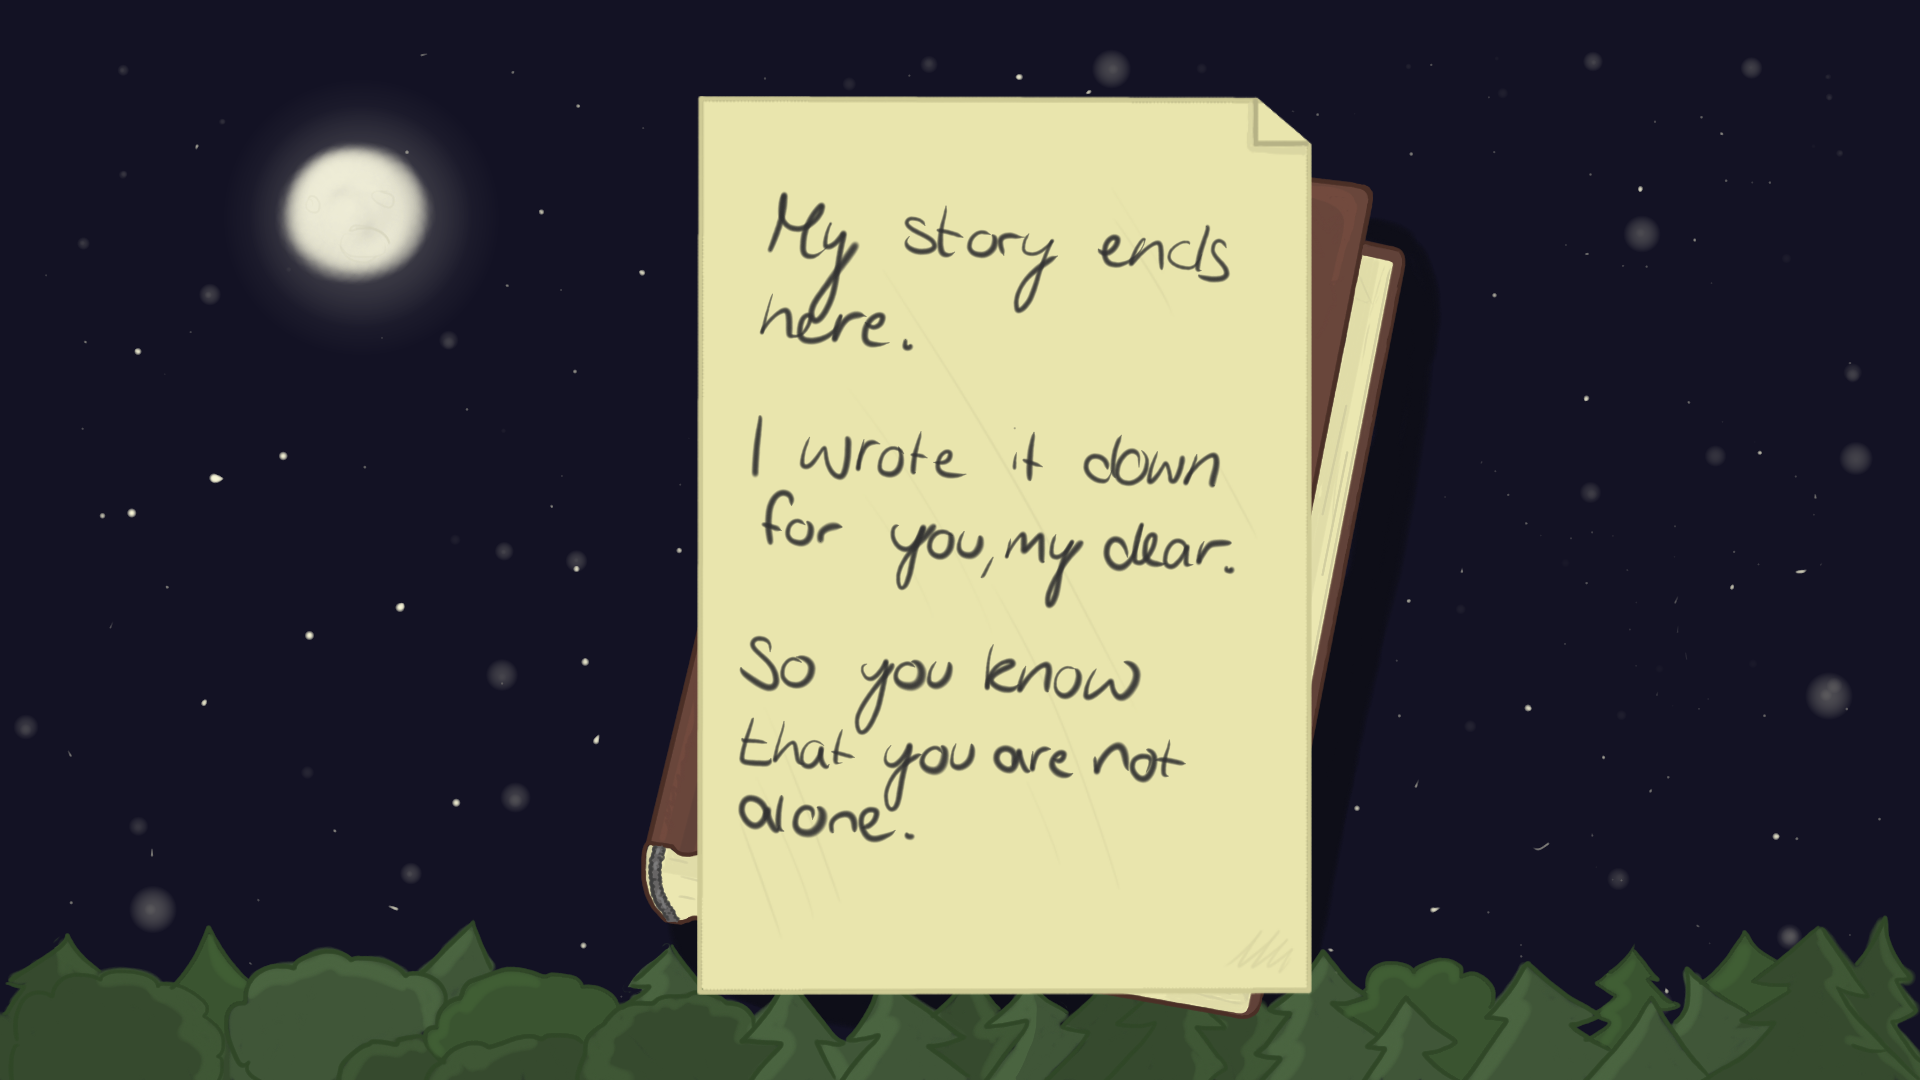 My story ends
here.
I wrote it down
for you, my dear.
So you know
that you are not
alone.